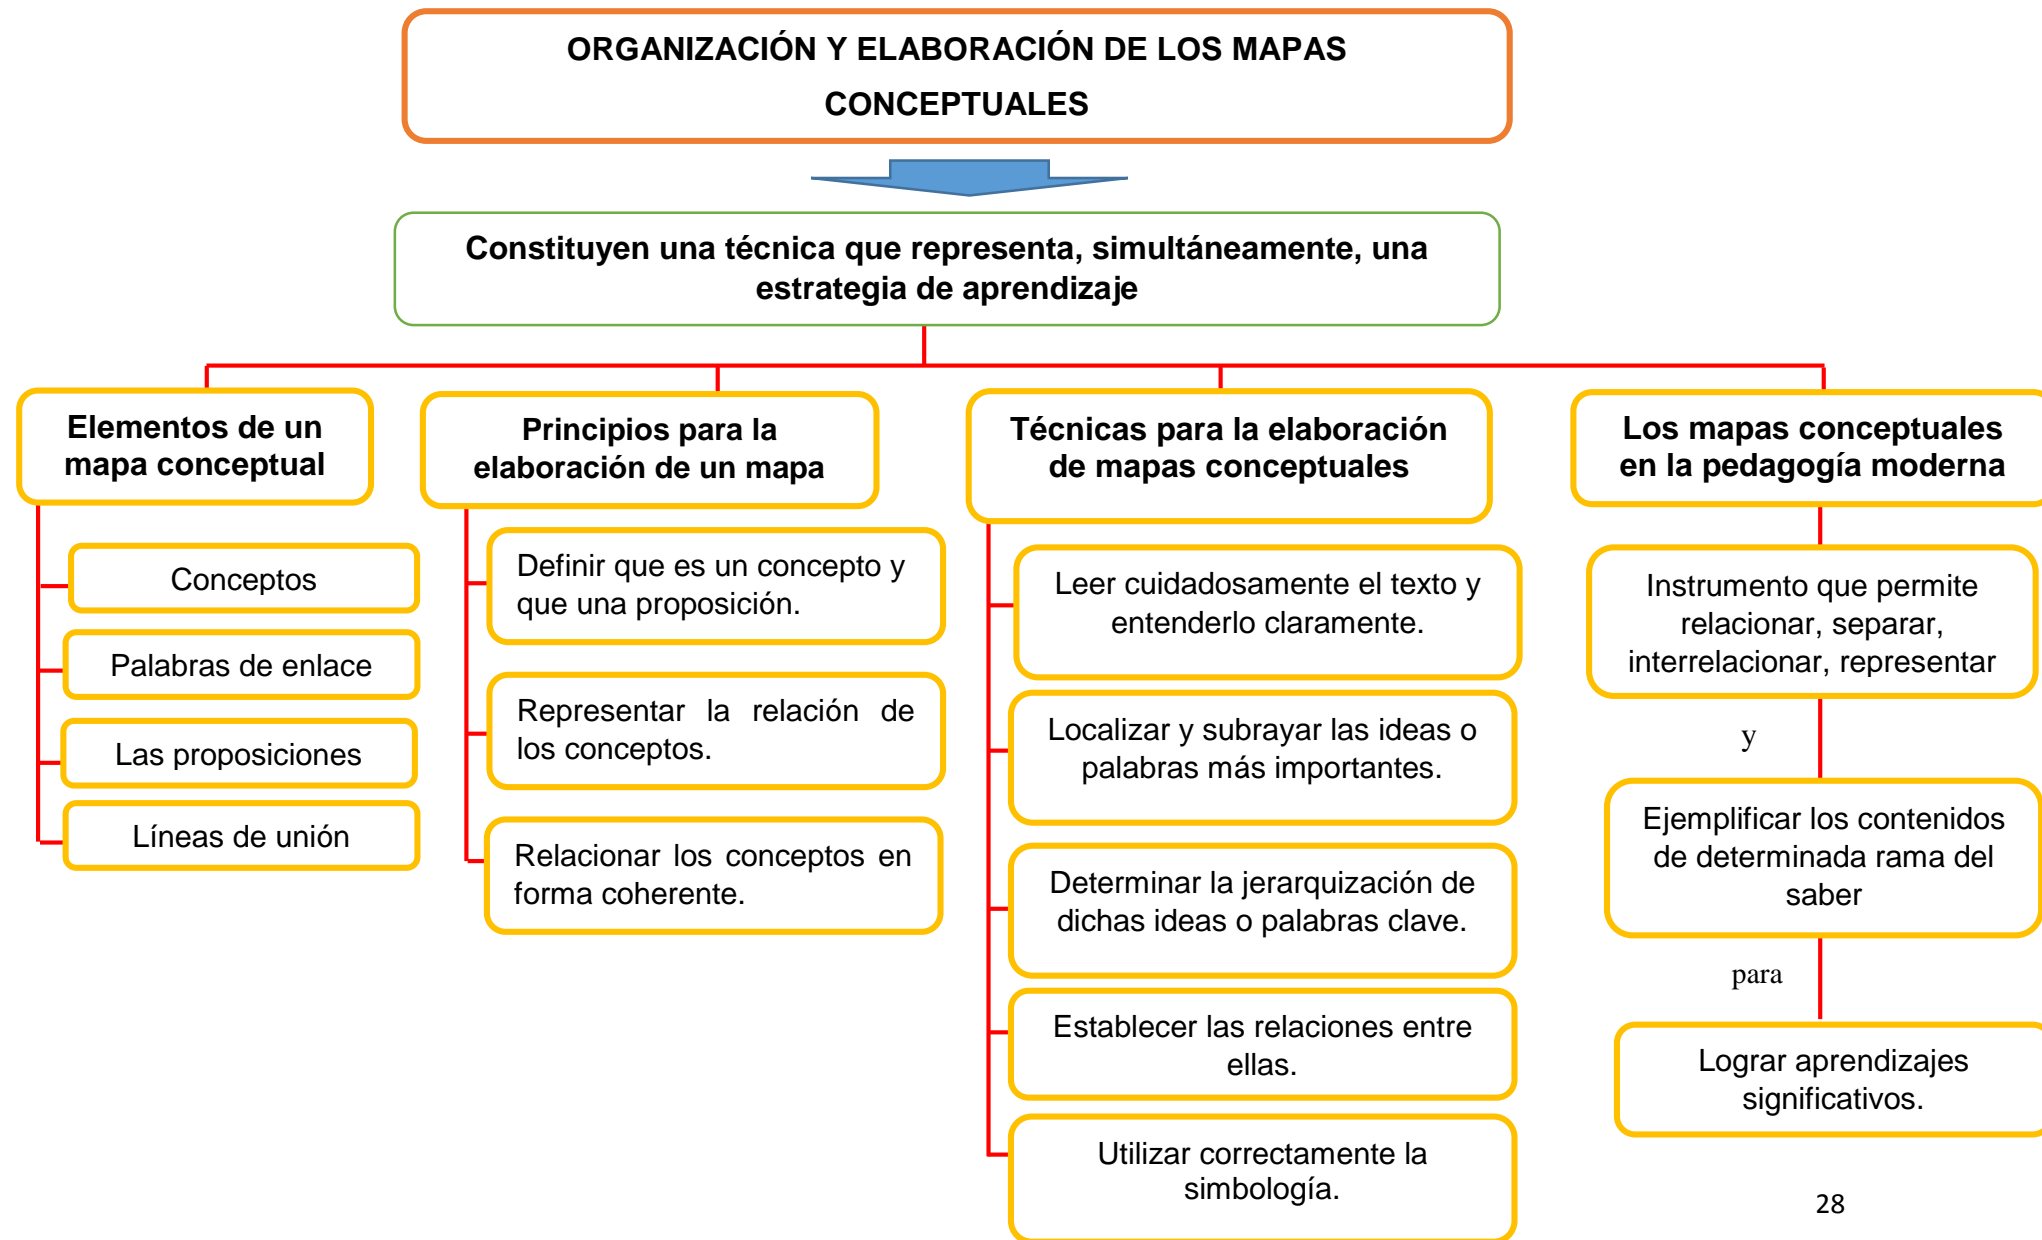 ORGANIZACIÓN Y ELABORACIÓN DE LOS MAPAS
CONCEPTUALES
Constituyen una técnica que representa, simultáneamente, una
estrategia de aprendizaje
Elementos de un
mapa conceptual
Conceptos
Palabras de enlace
Las proposiciones
Líneas de unión
Principios para la
elaboración de un mapa
Definir que es un concepto y
que una proposición.
Representar la relación de
los conceptos.
Relacionar los conceptos en
forma coherente.
Técnicas para la elaboración
de mapas conceptuales
Leer cuidadosamente el texto y
entenderlo claramente.
Localizar y subrayar las ideas o
palabras más importantes.
Determinar la jerarquización de
dichas ideas o palabras clave.
Establecer las relaciones entre
ellas.
Utilizar correctamente la
simbología.
Los mapas conceptuales
en la pedagogía moderna
Instrumento que permite
relacionar, separar,
interrelacionar, representar
y
Ejemplificar los contenidos
de determinada rama del
saber
para
Lograr aprendizajes
significativos.
28